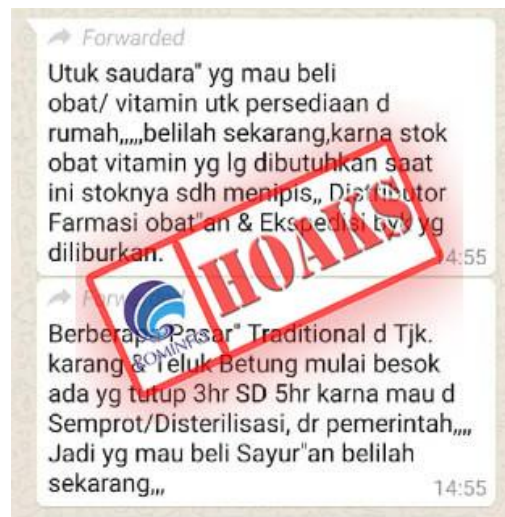 Forwarded
Utuk saudara" yg mau beli
obat/ vitamin utk persediaan d
rumah,,,,,belilah sekarang,karna stok
obat vitamin yg lg dibutuhkan saat
ini stoknya sdh menipis,, Distributor
Farmasi obat"an & Ekspedisi byk yg
diliburkan.
14:55
HOAKS
KOMINFO
Forwarded
Berberapa Pasar" Traditional d Tjk.
karang & Teluk Betung mulai besok
ada yg tutup 3hr SD 5hr karna mau d
Semprot/Disterilisasi, dr pemerintah,,,,
Jadi yg mau beli Sayur"an belilah
sekarang,,,
14:55